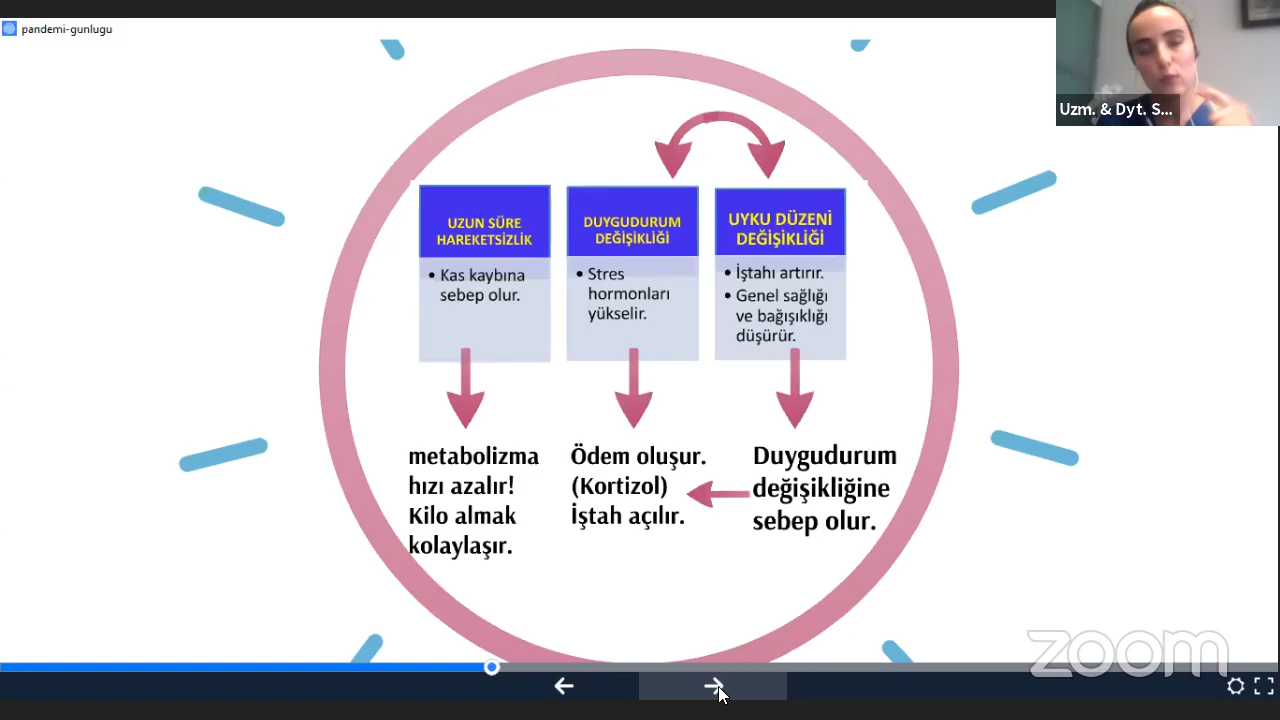 pandemi-gunlugu
Uzm. & Dyt. S...
UZUN SÜRE
HAREKETSİZLİK
• Kas kaybına
sebep olur.
DUYGUDURUM
DEĞİŞİKLİĞİ
• Stres
hormonları
yükselir.
UYKU DÜZENİ
DEĞİŞİKLİĞİ
• İştahı artırır.
• Genel sağlığı
ve bağışıklığı
düşürür.
metabolizma
hızı azalır!
Kilo almak
kolaylaşır.
Ödem oluşur.
(Kortizol)
İştah açılır.
Duygudurum
değişikliğine
sebep olur.
zoom